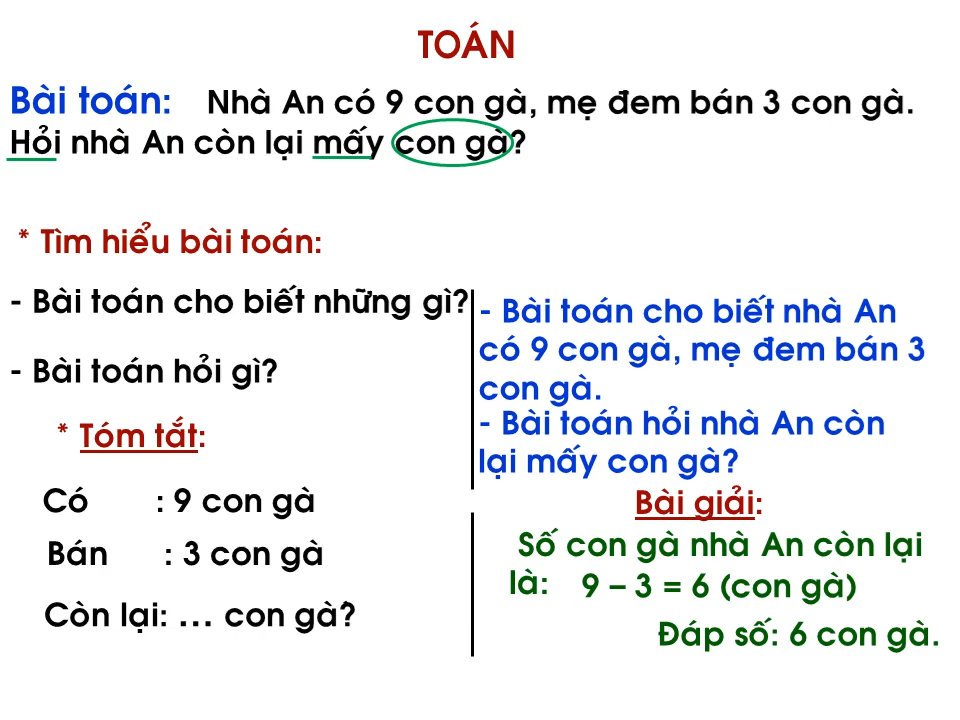 TOÁN
Bài toán: Nhà An có 9 con gà, mẹ đem bán 3 con gà.
Hỏi nhà An còn lại mấy con gà?
* Tìm hiểu bài toán:
- Bài toán cho biết những gì?
- Bài toán hỏi gì?
- Bài toán cho biết nhà An
có 9 con gà, mẹ đem bán 3
con gà.
- Bài toán hỏi nhà An còn
lại mấy con gà?
* Tóm tắt:
Có : 9 con gà
Bán : 3 con gà
Còn lại: ... con gà?
Bài giải:
Số con gà nhà An còn lại
là: 9 – 3 = 6 (con gà)
Đáp số: 6 con gà.